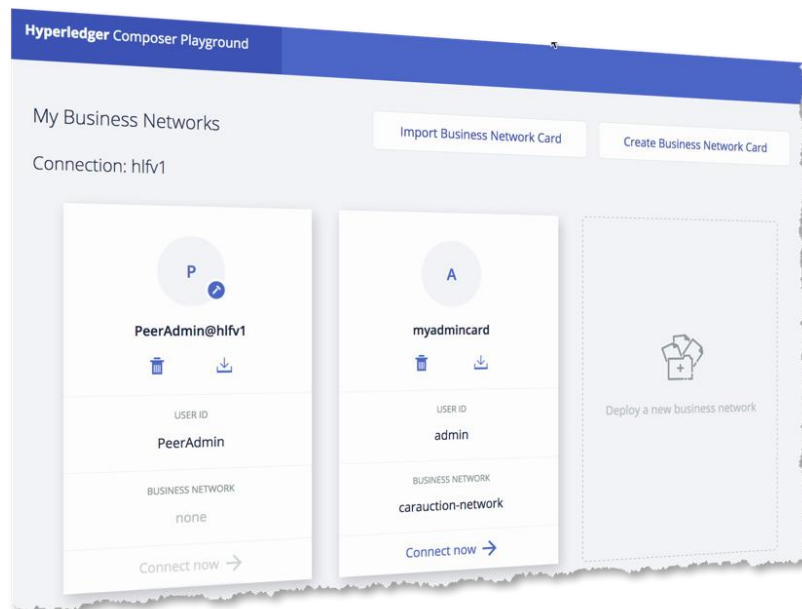 Hyperledger Composer Playground
My Business Networks
Import Business Network Card
Create Business Network Card
Connection: hlfv1
P
PeerAdmin@hlfv1
USER ID
PeerAdmin
BUSINESS NETWORK
none
Connect now
A
myadmincard
USER ID
admin
BUSINESS NETWORK
carauction-network
Connect now
Deploy a new business network